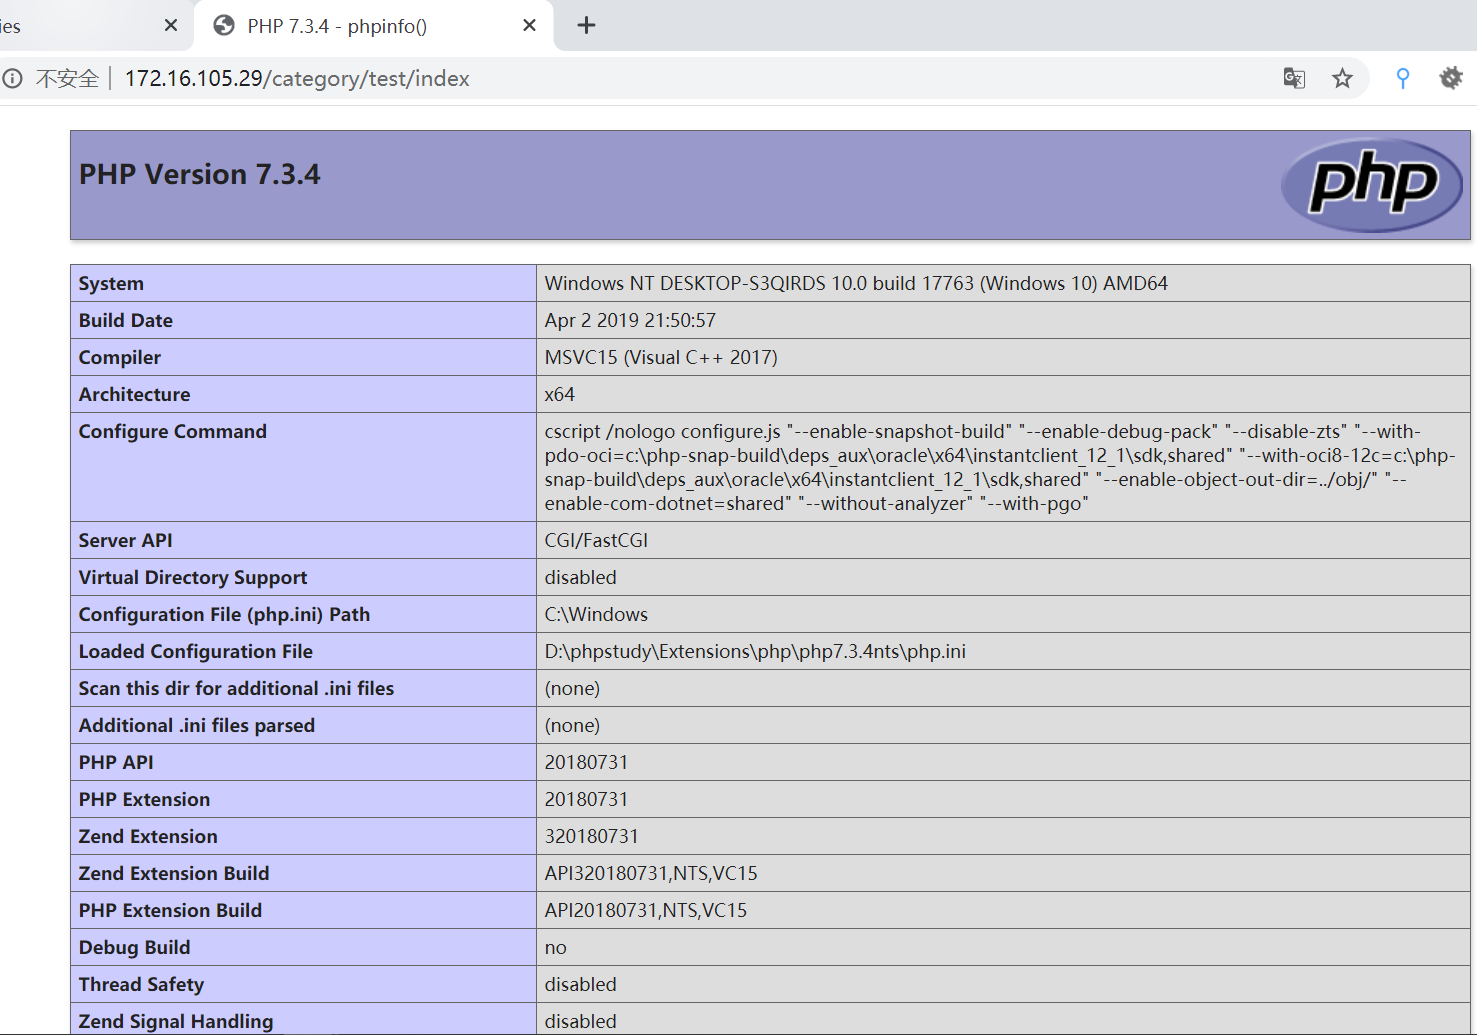 ies
PHP 7.3.4 - phpinfo()
不安全
172.16.105.29/category/test/index
PHP Version 7.3.4
php
System Windows NT DESKTOP-S3QIRDS 10.0 build 17763 (Windows 10) AMD64
Build Date Apr 2 2019 21:50:57
Compiler MSVC15 (Visual C++ 2017)
Architecture x64
Configure Command cscript /nologo configure.js "--enable-snapshot-build" "--enable-debug-pack" "--disable-zts" "--with-
pdo-oci=c:\php-snap-build\deps_aux\oracle\x64\instantclient_12_1\sdk,shared" "--with-oci8-12c=c:\php-
snap-build\deps_aux\oracle\x64\instantclient_12_1\sdk,shared" "--enable-object-out-dir=../obj/" "--
enable-com-dotnet=shared" "--without-analyzer" "--with-pgo"
Server API CGI/FastCGI
Virtual Directory Support disabled
Configuration File (php.ini) Path C:\Windows
Loaded Configuration File D:\phpstudy\Extensions\php\php7.3.4nts\php.ini
Scan this dir for additional .ini files (none)
Additional .ini files parsed (none)
PHP API 20180731
PHP Extension 20180731
Zend Extension 320180731
Zend Extension Build API320180731,NTS,VC15
PHP Extension Build API20180731,NTS,VC15
Debug Build no
Thread Safety disabled
Zend Signal Handling disabled